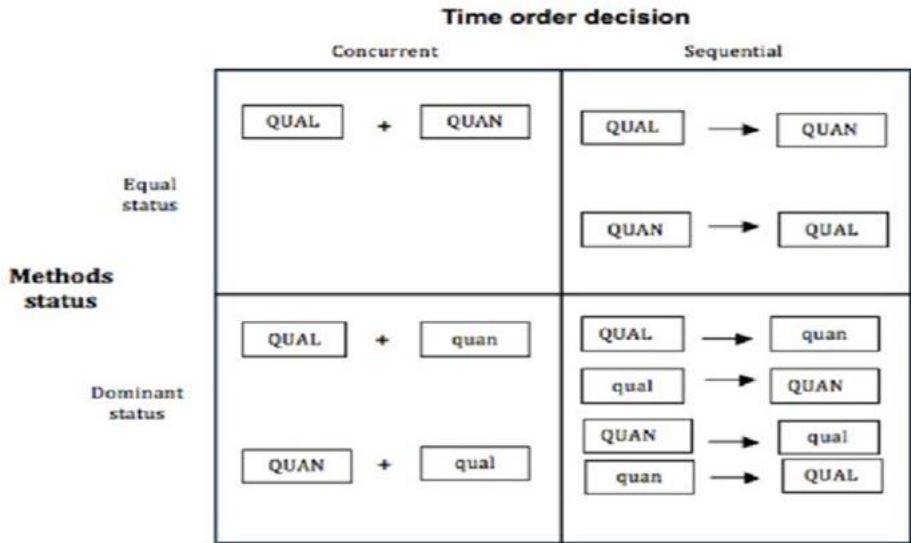 Time order decision
Concurrent Sequential
QUAL + QUAN QUAL → QUAN
Equal
status
QUAN → QUAL
Methods
status
QUAL + quan QUAL → quan
Dominant
status
qual → QUAN
QUAN → qual
QUAN + qual quan → QUAL